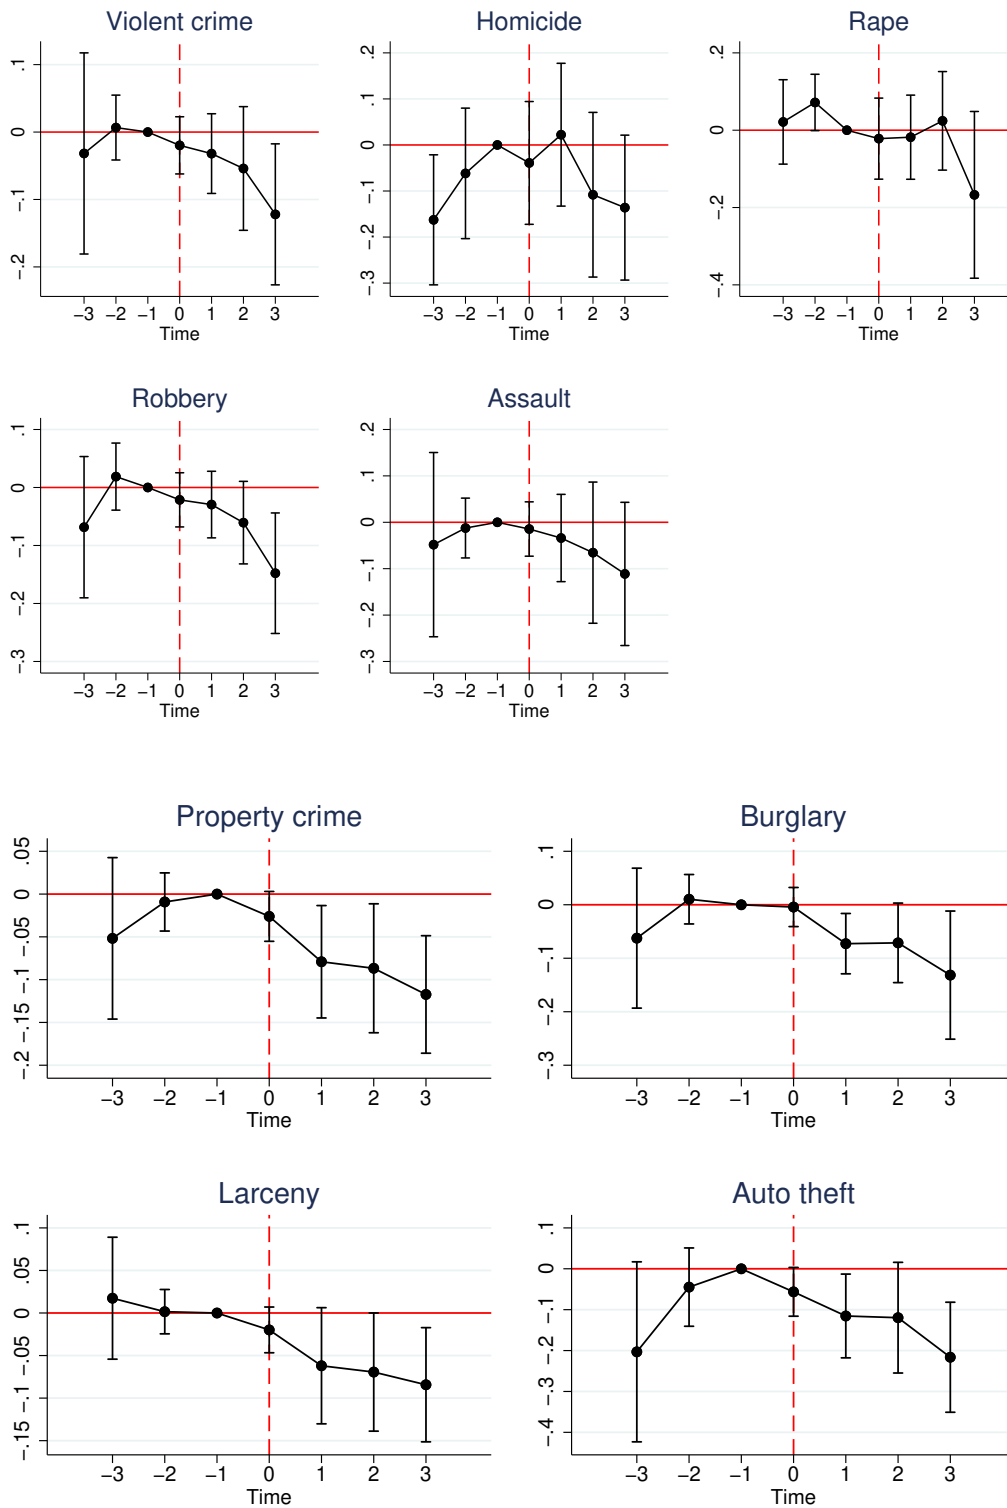 Violent crime
Homicide
Rape
.1
0
−.1
−.2
−3 −2 −1 0 1 2 3
Time
.2
.1
0
−.1
−.2
−.3
−3 −2 −1 0 1 2 3
Time
.2
0
−.2
−.4
−3 −2 −1 0 1 2 3
Time
Robbery
Assault
.1
0
−.1
−.2
−.3
−3 −2 −1 0 1 2 3
Time
.2
.1
0
−.1
−.2
−.3
−3 −2 −1 0 1 2 3
Time
Property crime
Burglary
.05
0
−.05
−.1
−.15
−.2
−3 −2 −1 0 1 2 3
Time
.1
0
−.1
−.2
−.3
−3 −2 −1 0 1 2 3
Time
Larceny
Auto theft
.1
.05
0
−.05
−.1
−.15
−3 −2 −1 0 1 2 3
Time
.1
0
−.1
−.2
−.3
−.4
−3 −2 −1 0 1 2 3
Time